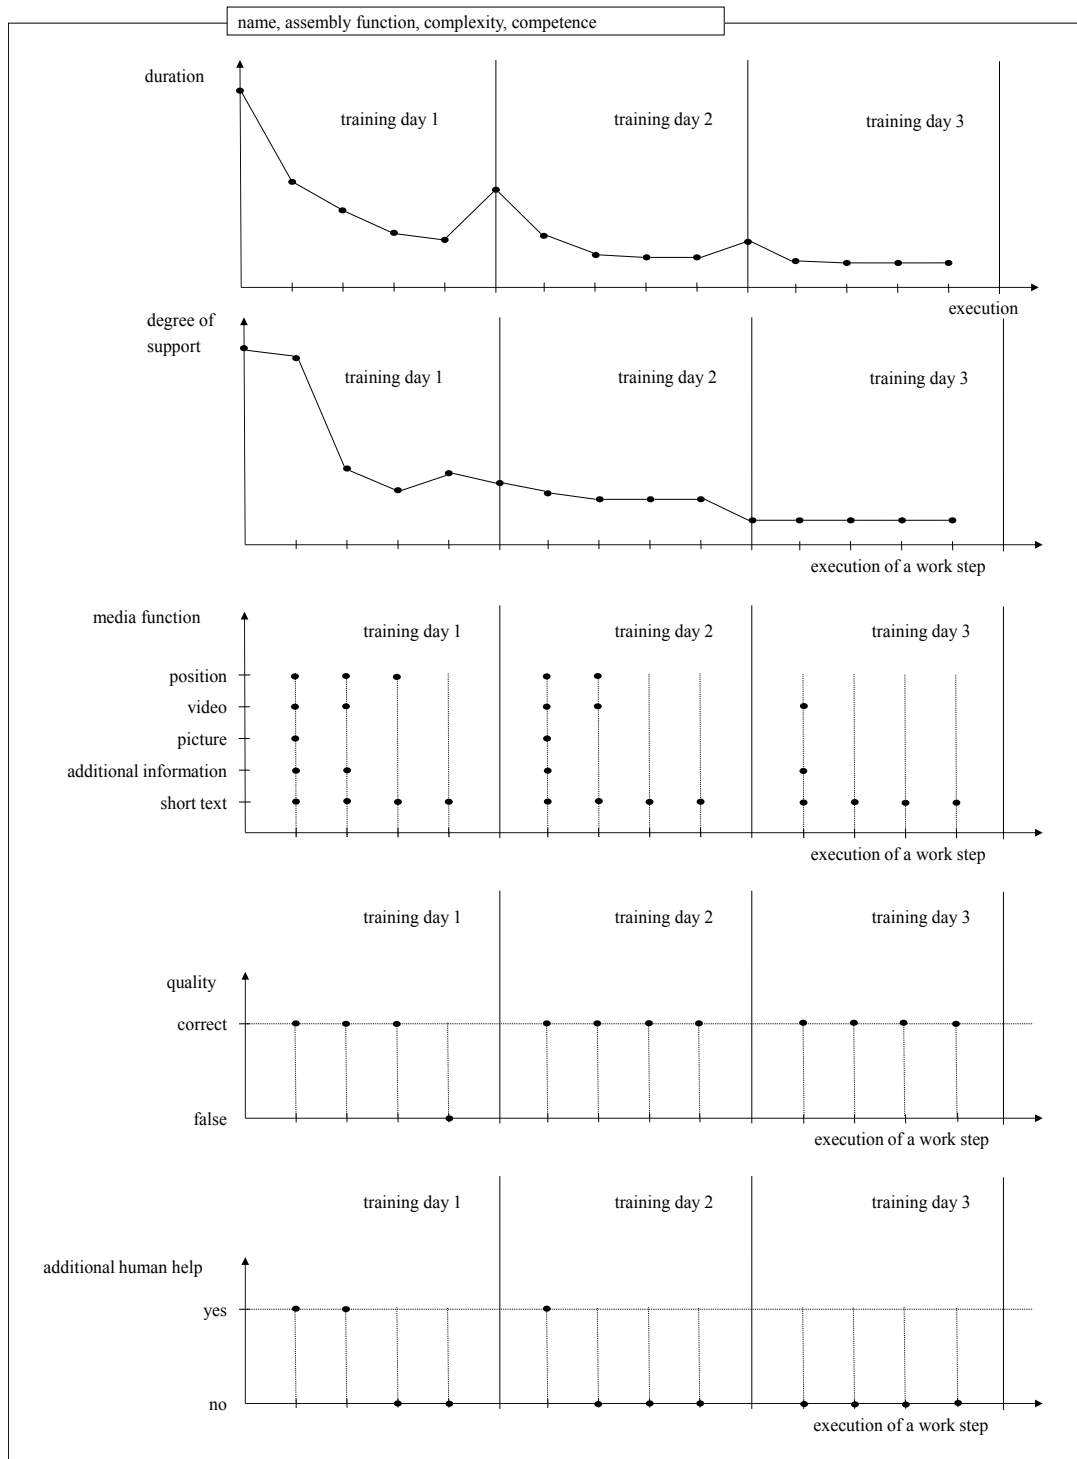 name, assembly function, complexity, competence
duration
training day 1
training day 2
training day 3
execution
degree of
support
training day 1
training day 2
training day 3
execution of a work step
media function
training day 1
training day 2
training day 3
position
video
picture
additional information
short text
execution of a work step
training day 1
training day 2
training day 3
quality
correct
false
execution of a work step
training day 1
training day 2
training day 3
additional human help
yes
no
execution of a work step